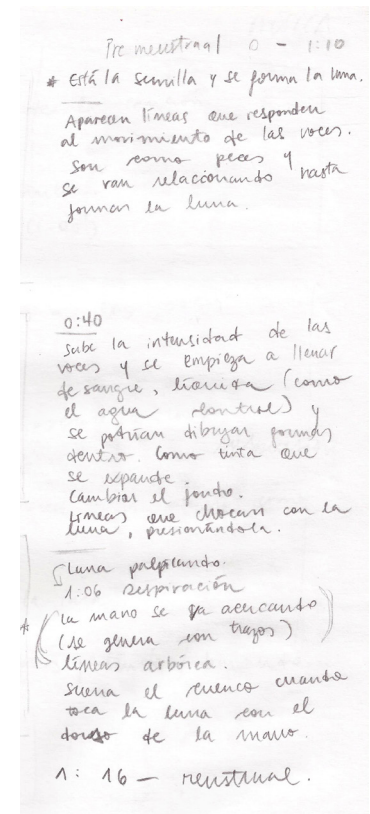 Pre menstrual 0 - 1:10
* Está la semilla y se forma la luna.
Aparecen líneas que responden
al movimiento de las voces.
Son como peces y
se van relacionando hasta
formar la luna.
0:40
Sube la intensidad de las
voces y se empieza a llenar
de sangre, líquida (como
el agua control) y
se podrían dibujar formas
dentro. Como tinta que
se expande.
Cambiar el fondo.
Líneas que chocan con la
luna, presionándola.
Luna palpitando.
1:06 Respiración
* (la mano se va acercando
(se genera con trazos)
líneas arbórea.
Suena el cuenco cuando
toca la luna con el
dorso de la mano.
1:16 - menstrual.